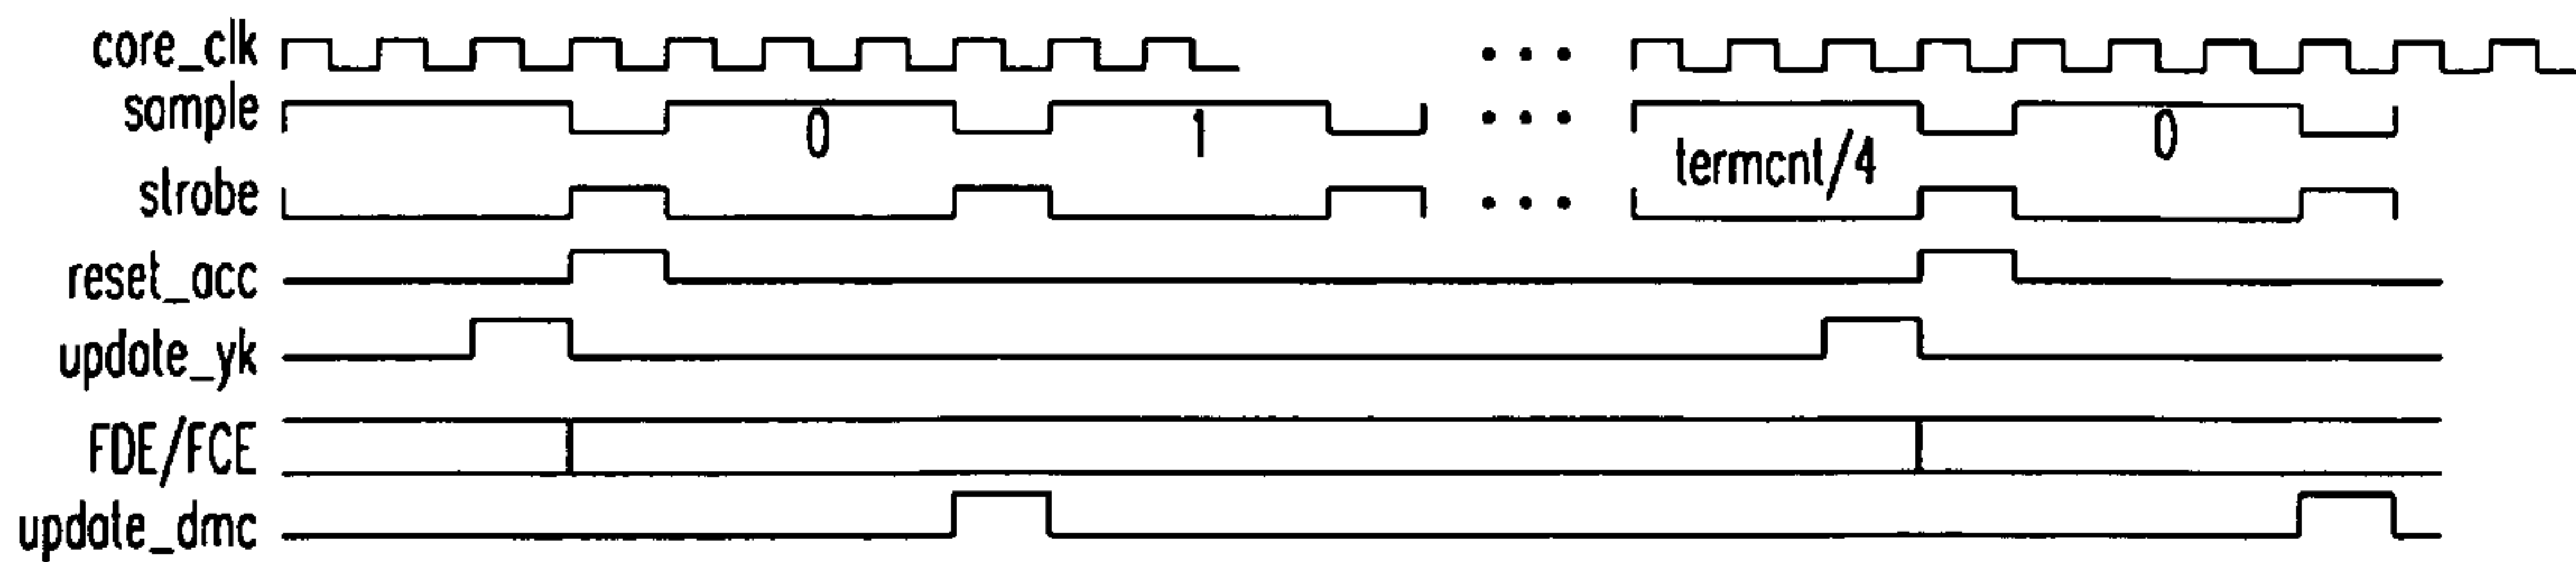 core_clk
sample
0
1
0
strobe
termcnt/4
reset_acc
update_yk
FDE/FCE
update_dmc